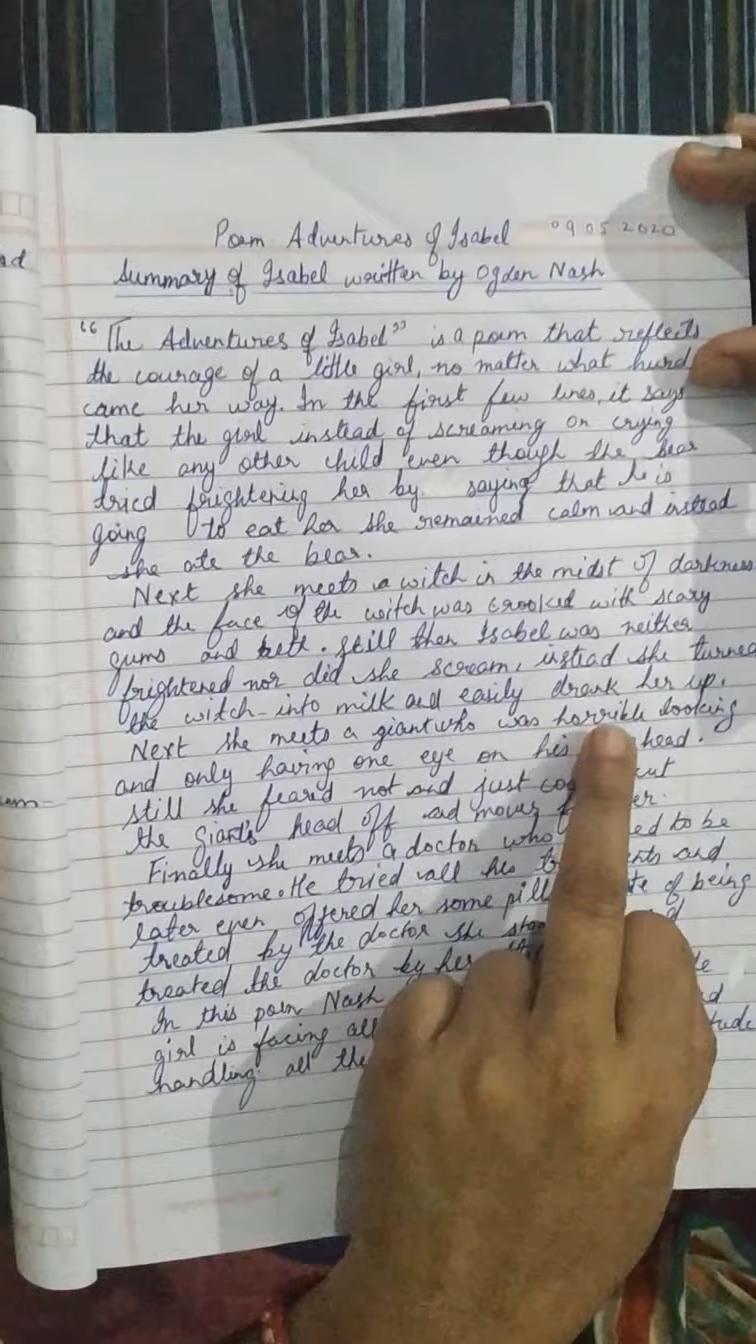 Poem Adventures of Isabel 09 05 2020
Summary of Isabel written by Ogden Nash
"The Adventures of Isabel" is a poem that reflects
the courage of a little girl, no matter what
came her way. In the first few lines, it says
that the girl instead of screaming or crying
like any other child even though the bear
tried frightening her by saying that he is
going to eat her she remained calm and instead
she ate the bear.
Next she meets a witch in the midst of darkness
and the face of the witch was crooked with scary
gums and . Still then Isabel was neither
frightened nor did she scream, instead she turned
the witch into milk and easily drank her up.
Next she meets a giant who was horrible looking
and only having one eye on his head.
still she feared not and just cut
the giant's head off and moves
Finally she meets a doctor who to be
troublesome. He tried all his and
later even offered her some of being
treated by the doctor she
treated the doctor by her
In this poem Nash
girl is facing all
handling all the